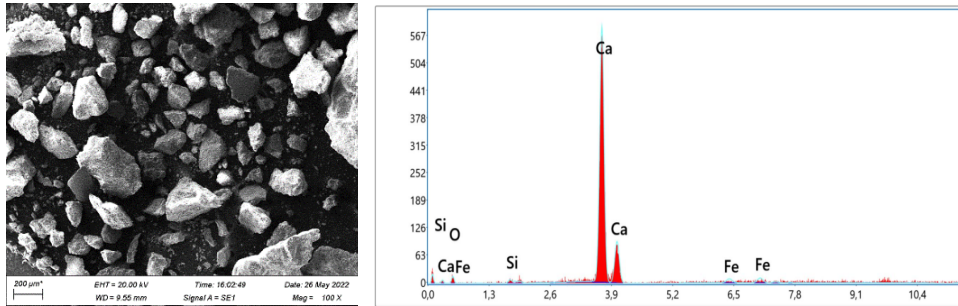 200 µm*
EHT = 20.00 kV
Time: 16:02:49
Date: 26 May 2022
WD = 9.55 mm
Signal A = SE1
Mag = 100 X
567
504
441
378
315
252
189
126
63
0
Ca
Ca
Si
O
Ca
Fe
Si
Fe
Fe
0,0
1,3
2,6
3,9
5,2
6,5
7,8
9,1
10,4